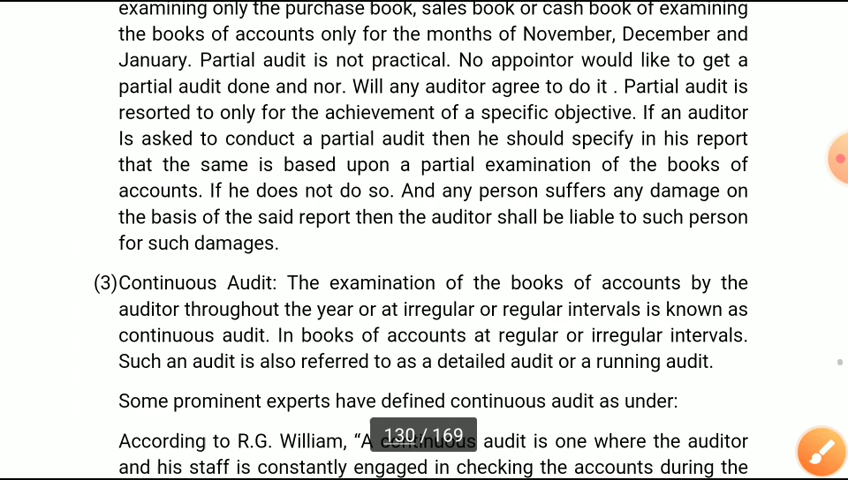 examining only the purchase book, sales book or cash book of examining
the books of accounts only for the months of November, December and
January. Partial audit is not practical. No appointor would like to get a
partial audit done and nor. Will any auditor agree to do it . Partial audit is
resorted to only for the achievement of a specific objective. If an auditor
Is asked to conduct a partial audit then he should specify in his report
that the same is based upon a partial examination of the books of
accounts. If he does not do so. And any person suffers any damage on
the basis of the said report then the auditor shall be liable to such person
for such damages.
(3)Continuous Audit: The examination of the books of accounts by the
auditor throughout the year or at irregular or regular intervals is known as
continuous audit. In books of accounts at regular or irregular intervals.
Such an audit is also referred to as a detailed audit or a running audit.
Some prominent experts have defined continuous audit as under:
According to R.G. William, “A continuous audit is one where the auditor
130 / 169
and his staff is constantly engaged in checking the accounts during the